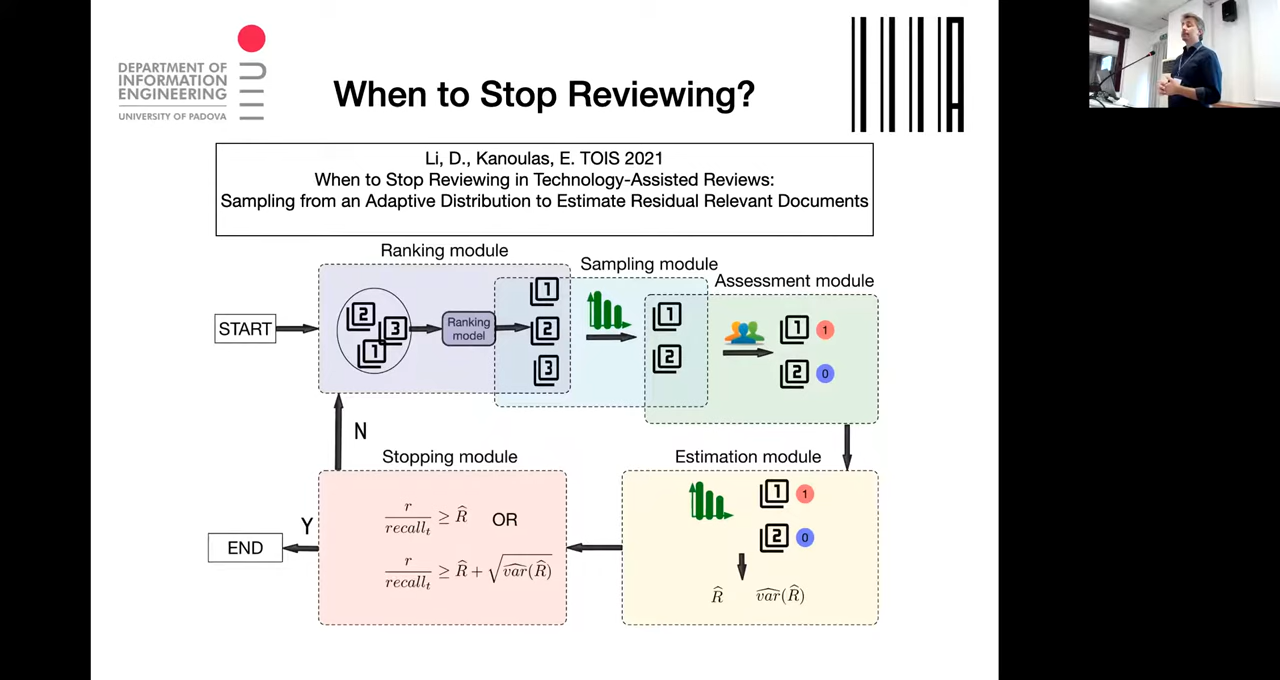 DEPARTMENT OF
INFORMATION
ENGINEERING
UNIVERSITY OF PADOVA
When to Stop Reviewing?
Li, D., Kanoulas, E. TOIS 2021
When to Stop Reviewing in Technology-Assisted Reviews:
Sampling from an Adaptive Distribution to Estimate Residual Relevant Documents
Ranking module
Sampling module
Assessment module
START
2
3
1
Ranking
model
1
2
3
1
2
1 1
2 0
N
Stopping module
Estimation module
r / recall_t ≥ R̂ OR
r / recall_t ≥ R̂ + √var̂(R̂)
Y
END
1 1
2 0
R̂ var̂(R̂)